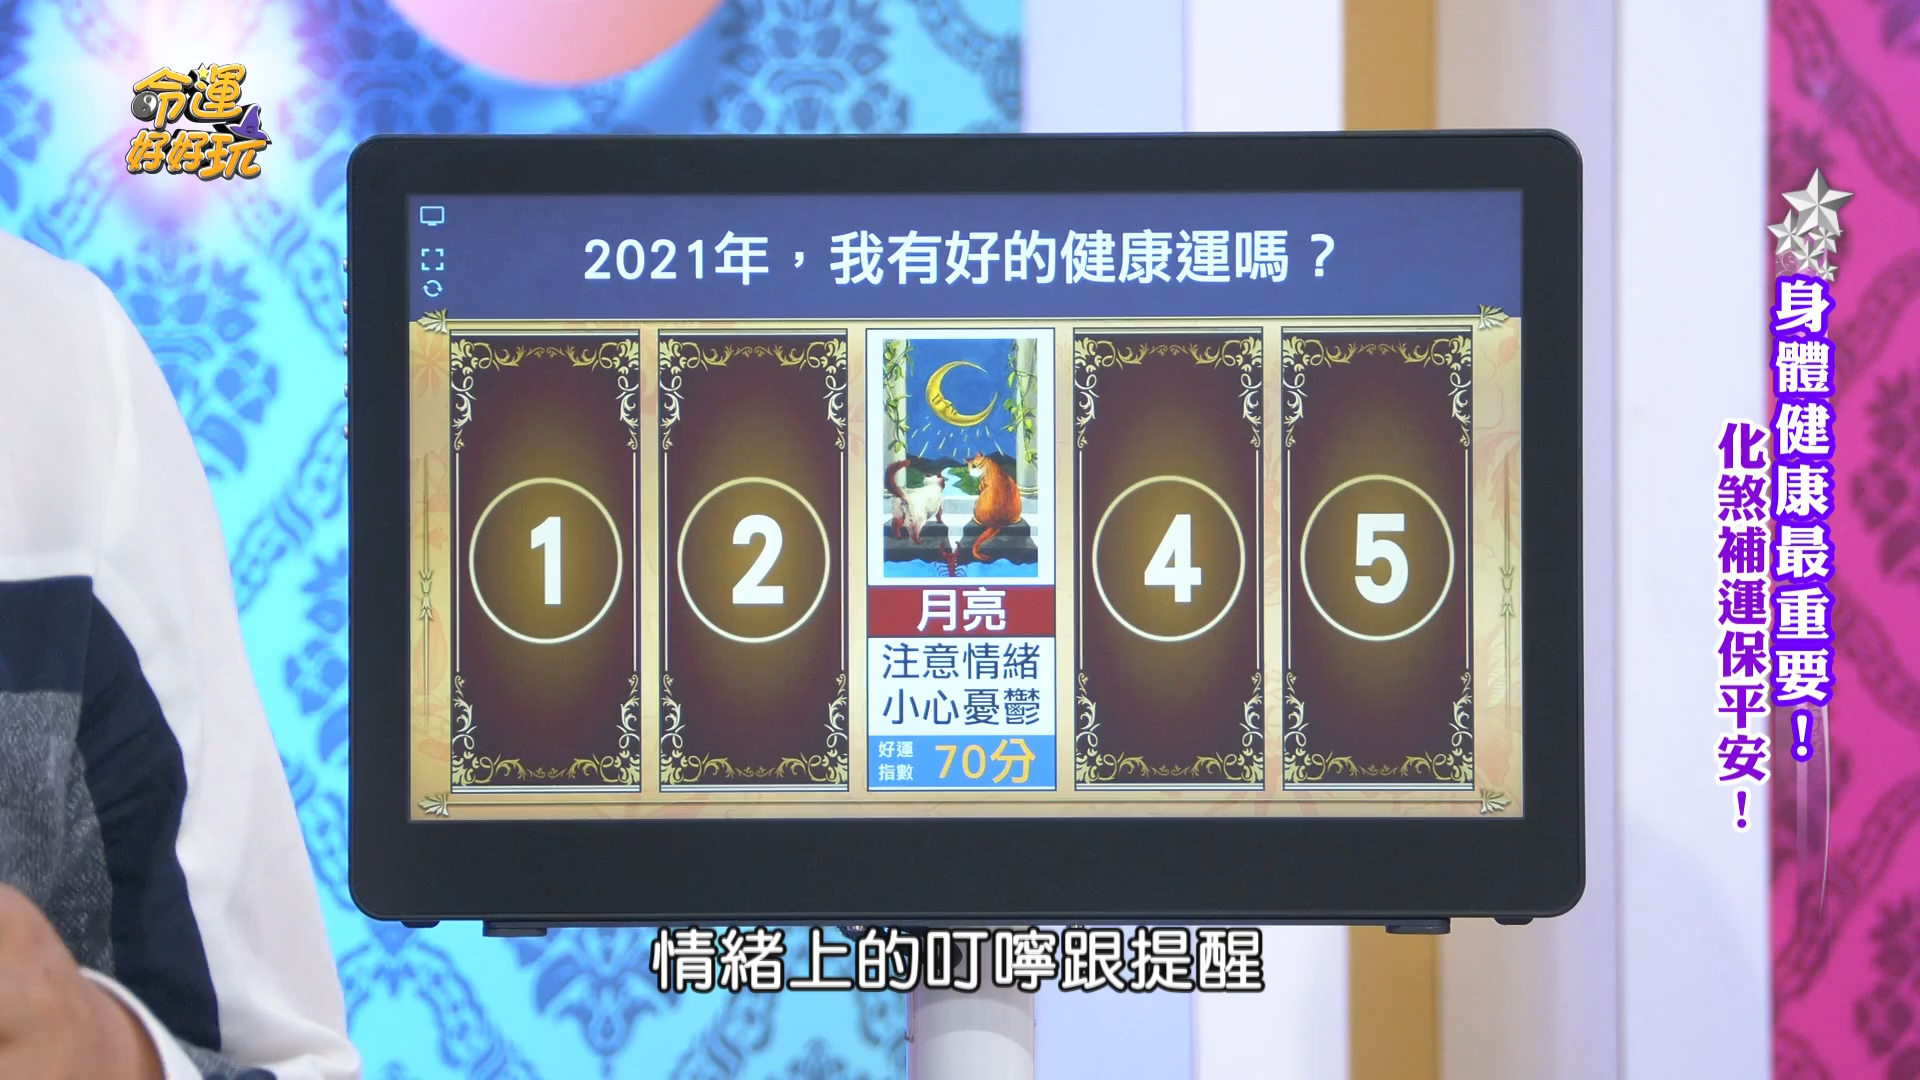 命運
好好玩
2021年，我有好的健康運嗎？
1
2
月亮
注意情緒
小心憂鬱
好運
指數
70分
4
5
身體健康最重要！
化煞補運保平安！
情緒上的叮嚀跟提醒